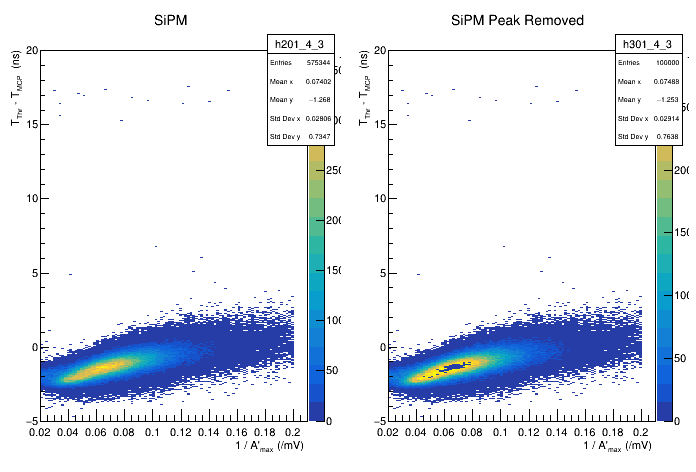 SiPM
h201_4_3
Entries 575344
Mean x 0.07402
Mean y −1.268
Std Dev x 0.02806
Std Dev y 0.7347
T_Thr - T_MCP (ns)
20
15
10
5
0
−5
0.02 0.04 0.06 0.08 0.1 0.12 0.14 0.16 0.18 0.2
1 / A'_max (/mV)
250
200
150
100
50
0
SiPM Peak Removed
h301_4_3
Entries 100000
Mean x 0.07488
Mean y −1.253
Std Dev x 0.02914
Std Dev y 0.7638
T_Thr - T_MCP (ns)
20
15
10
5
0
−5
0.02 0.04 0.06 0.08 0.1 0.12 0.14 0.16 0.18 0.2
1 / A'_max (/mV)
200
150
100
50
0